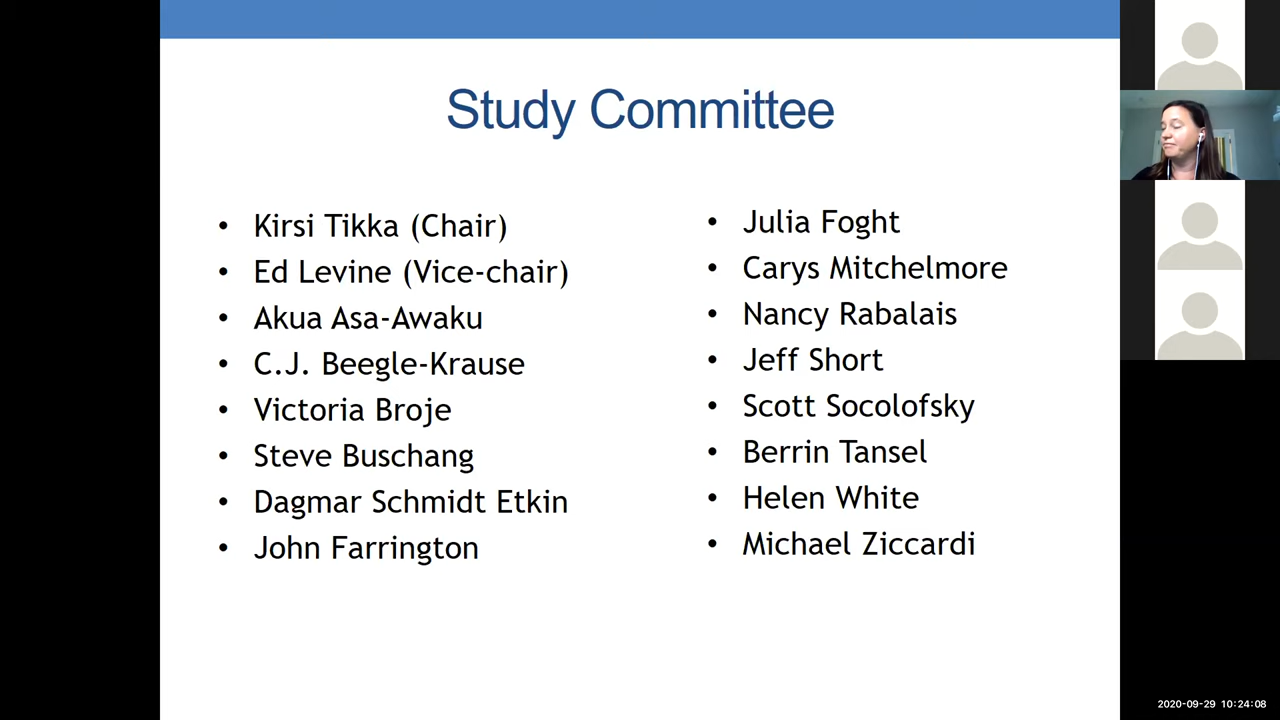 Study Committee
• Kirsi Tikka (Chair)
• Ed Levine (Vice-chair)
• Akua Asa-Awaku
• C.J. Beegle-Krause
• Victoria Broje
• Steve Buschang
• Dagmar Schmidt Etkin
• John Farrington
• Julia Foght
• Carys Mitchelmore
• Nancy Rabalais
• Jeff Short
• Scott Socolofsky
• Berrin Tansel
• Helen White
• Michael Ziccardi
2020-09-29 10:24:08